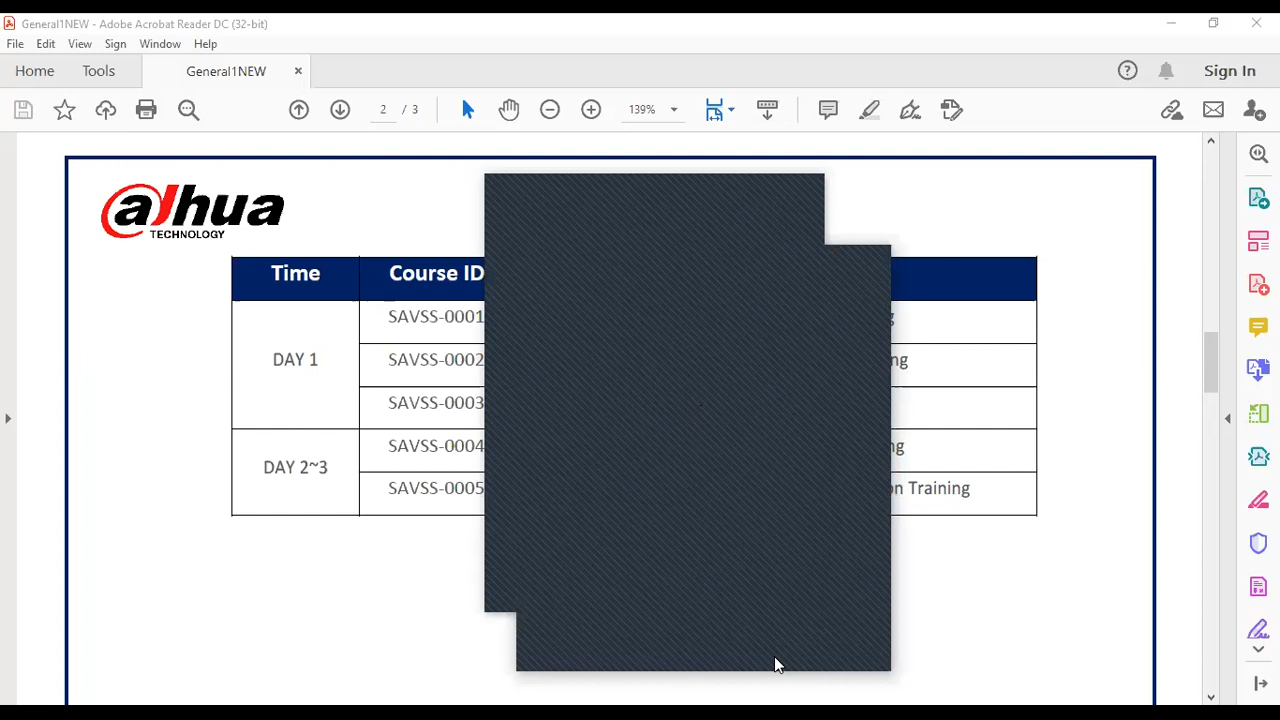 General1NEW - Adobe Acrobat Reader DC (32-bit)
File Edit View Sign Window Help
Home Tools General1NEW × Sign In
2 / 3 139%
alhua
TECHNOLOGY
Time Course ID
DAY 1
SAVSS-0001
SAVSS-0002 ng
SAVSS-0003
DAY 2~3
SAVSS-0004 ng
SAVSS-0005 on Training